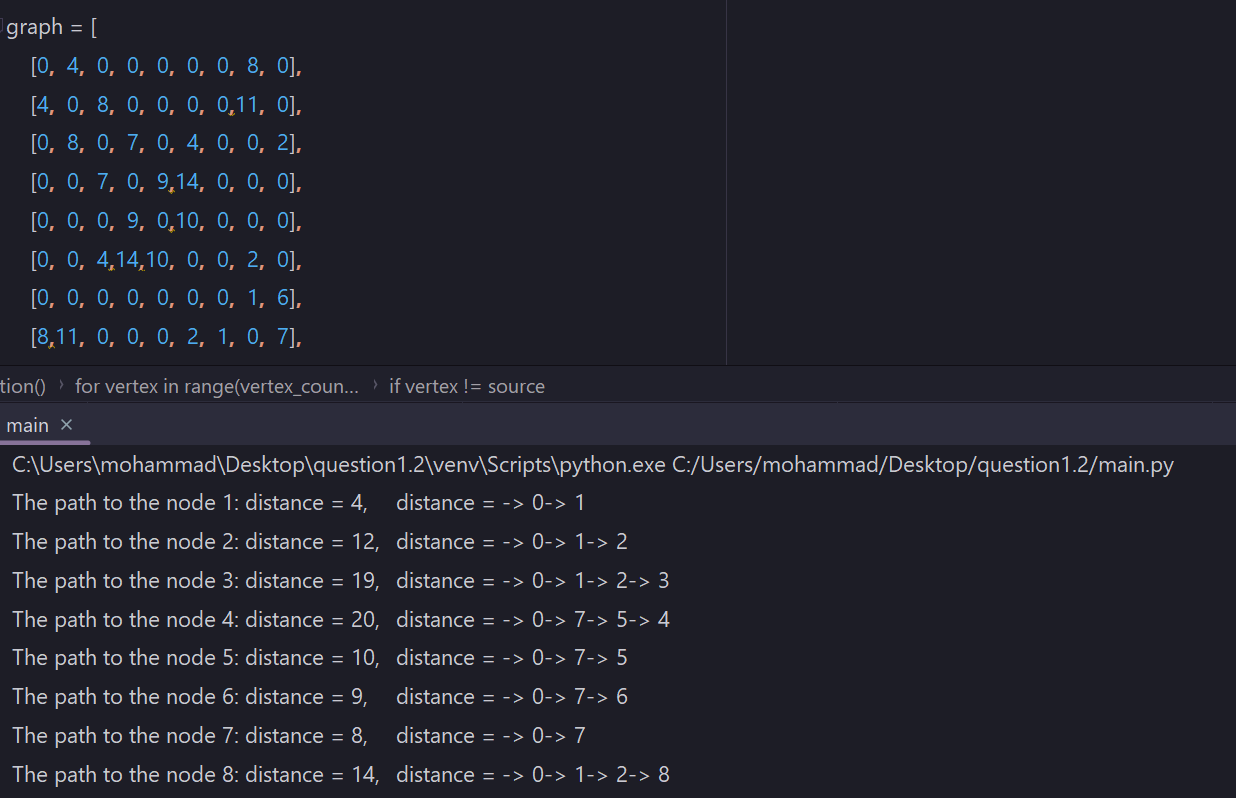 graph = [
[0, 4, 0, 0, 0, 0, 0, 8, 0],
[4, 0, 8, 0, 0, 0, 0,11, 0],
[0, 8, 0, 7, 0, 4, 0, 0, 2],
[0, 0, 7, 0, 9,14, 0, 0, 0],
[0, 0, 0, 9, 0,10, 0, 0, 0],
[0, 0, 4,14,10, 0, 0, 2, 0],
[0, 0, 0, 0, 0, 0, 0, 1, 6],
[8,11, 0, 0, 0, 2, 1, 0, 7],
tion() › for vertex in range(vertex_coun... › if vertex != source
main ×
C:\Users\mohammad\Desktop\question1.2\venv\Scripts\python.exe C:/Users/mohammad/Desktop/question1.2/main.py
The path to the node 1: distance = 4, distance = -> 0-> 1
The path to the node 2: distance = 12, distance = -> 0-> 1-> 2
The path to the node 3: distance = 19, distance = -> 0-> 1-> 2-> 3
The path to the node 4: distance = 20, distance = -> 0-> 7-> 5-> 4
The path to the node 5: distance = 10, distance = -> 0-> 7-> 5
The path to the node 6: distance = 9, distance = -> 0-> 7-> 6
The path to the node 7: distance = 8, distance = -> 0-> 7
The path to the node 8: distance = 14, distance = -> 0-> 1-> 2-> 8